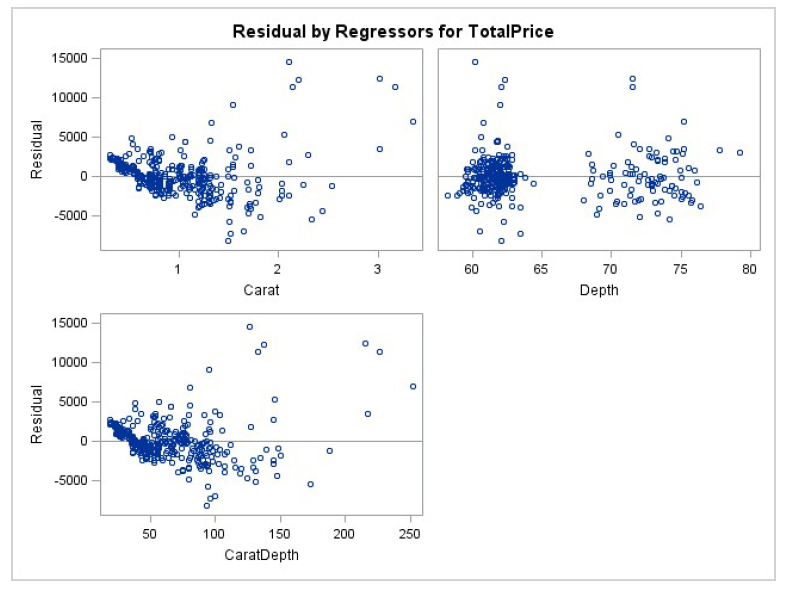 Residual by Regressors for TotalPrice
15000
10000
5000
0
-5000
Residual
1 2 3
Carat
60 65 70 75 80
Depth
15000
10000
5000
0
-5000
Residual
50 100 150 200 250
CaratDepth